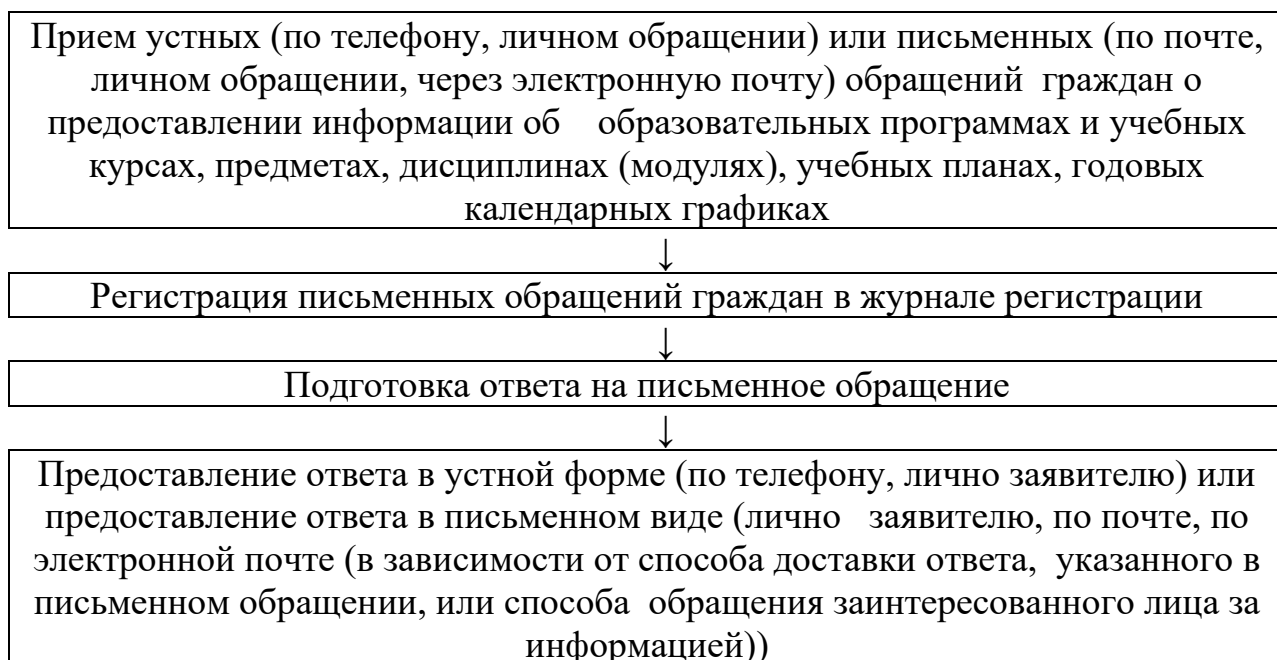 Прием устных (по телефону, личном обращении) или письменных (по почте,
личном обращении, через электронную почту) обращений  граждан о
предоставлении информации об    образовательных программах и учебных
курсах, предметах, дисциплинах (модулях), учебных планах, годовых
календарных графиках
↓
Регистрация письменных обращений граждан в журнале регистрации
↓
Подготовка ответа на письменное обращение
↓
Предоставление ответа в устной форме (по телефону, лично заявителю) или
предоставление ответа в письменном виде (лично   заявителю, по почте, по
электронной почте (в зависимости от способа доставки ответа,  указанного в
письменном обращении, или способа  обращения заинтересованного лица за
информацией))